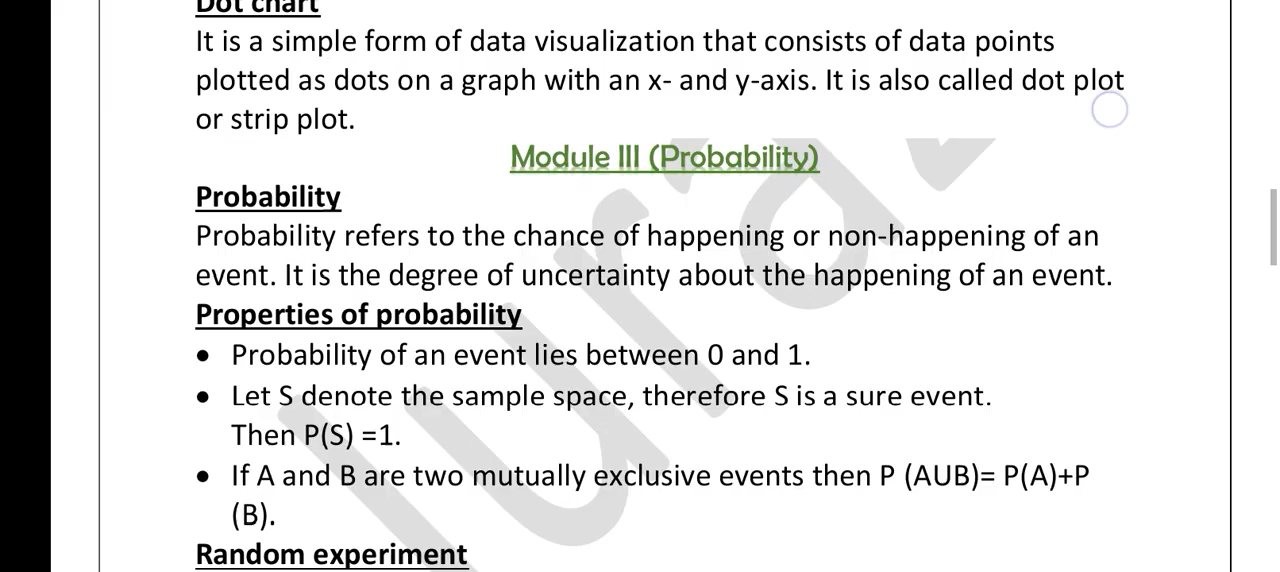 Dot chart
It is a simple form of data visualization that consists of data points
plotted as dots on a graph with an x- and y-axis. It is also called dot plot
or strip plot.
Module III (Probability)
Probability
Probability refers to the chance of happening or non-happening of an
event. It is the degree of uncertainty about the happening of an event.
Properties of probability
• Probability of an event lies between 0 and 1.
• Let S denote the sample space, therefore S is a sure event.
Then P(S) =1.
• If A and B are two mutually exclusive events then P (AUB)= P(A)+P
(B).
Random experiment